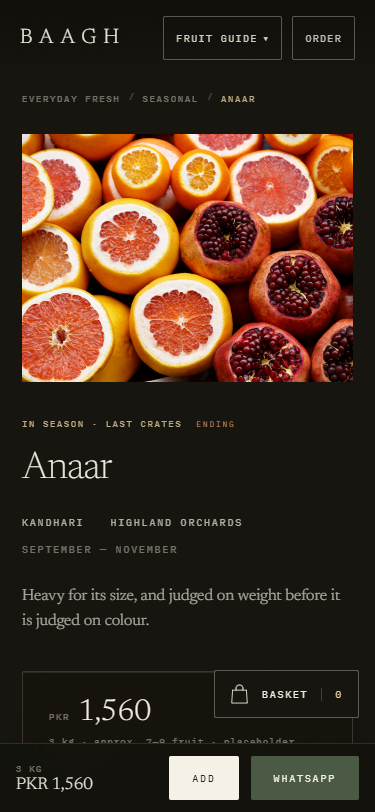 BAAGH
FRUIT GUIDE ▾
ORDER
EVERYDAY FRESH / SEASONAL / ANAAR
IN SEASON · LAST CRATES ENDING
Anaar
KANDHARI HIGHLAND ORCHARDS
SEPTEMBER — NOVEMBER
Heavy for its size, and judged on weight before it
is judged on colour.
PKR 1,560
BASKET 0
3 kg · approx. 7–9 fruit · placeholder
3 KG
PKR 1,560
ADD
WHATSAPP